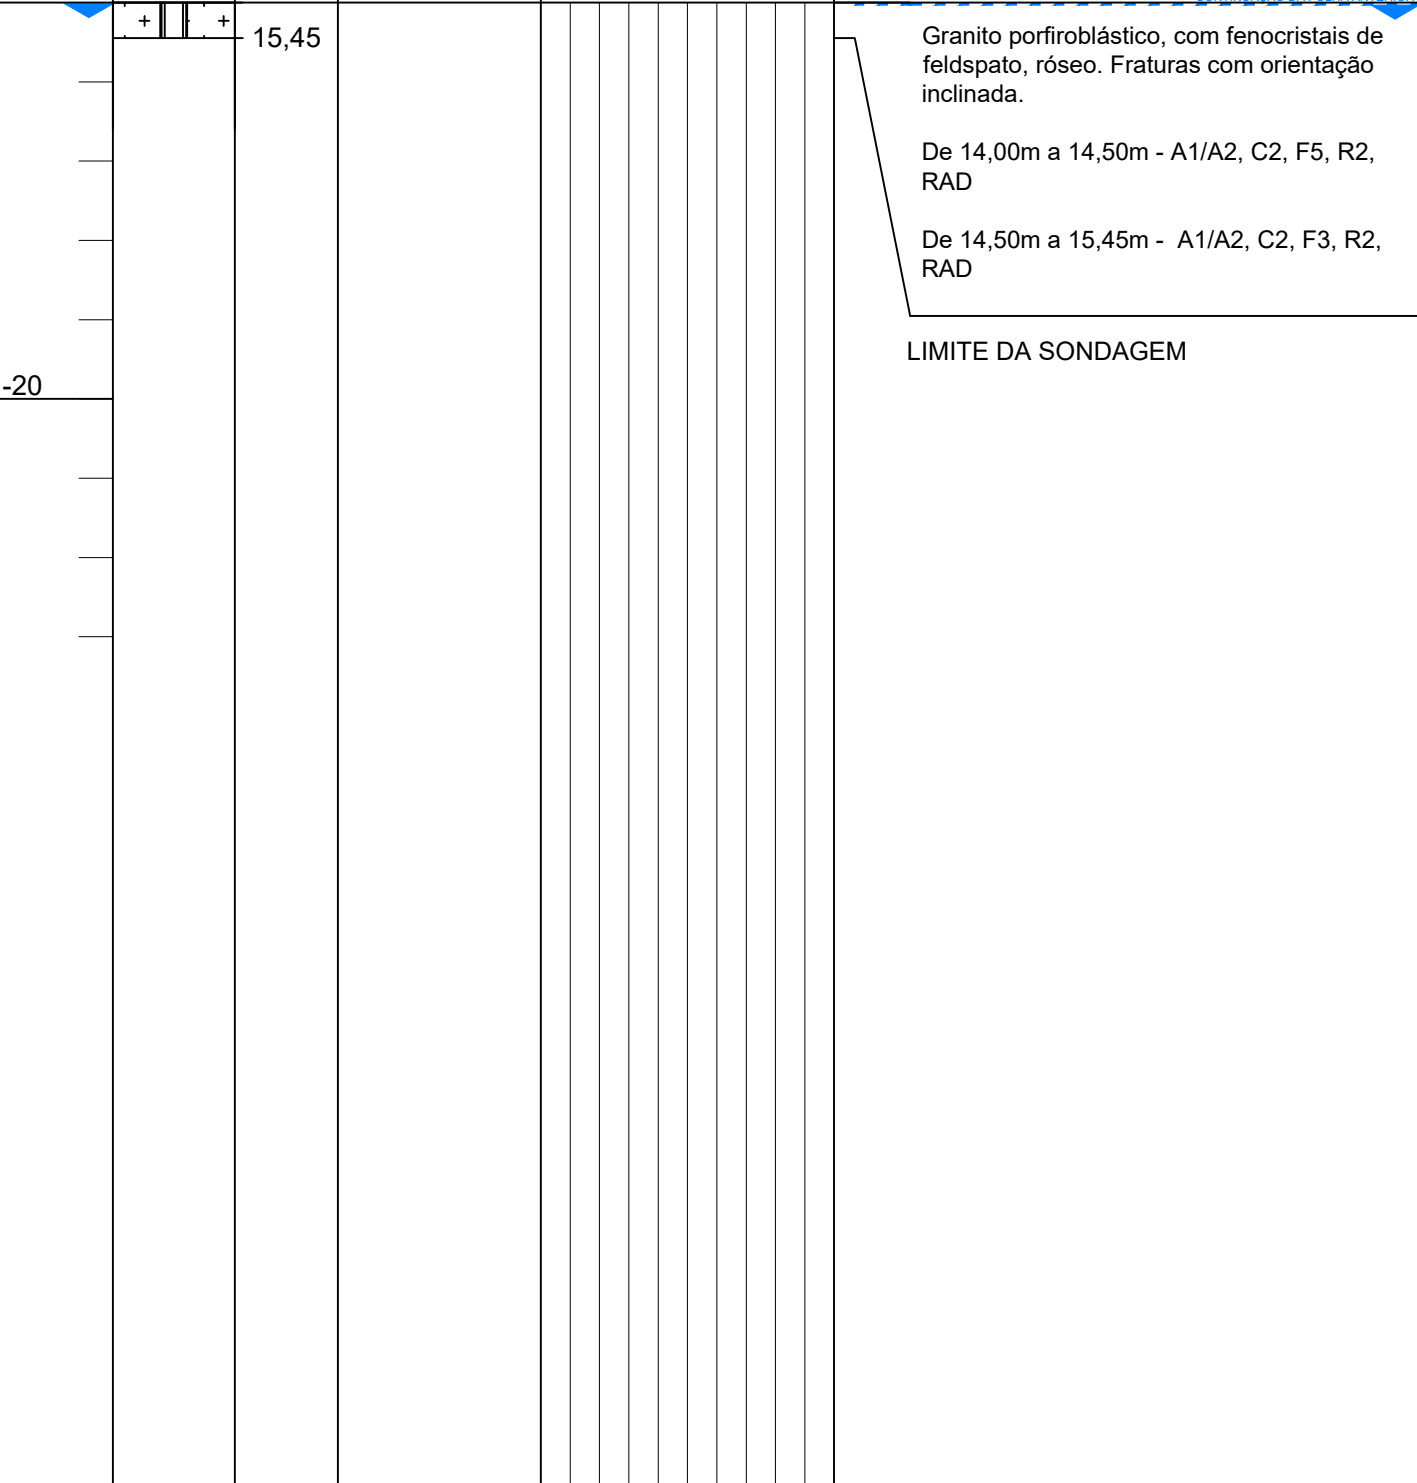 15,45
Granito porfiroblástico, com fenocristais de
feldspato, róseo. Fraturas com orientação
inclinada.
De 14,00m a 14,50m - A1/A2, C2, F5, R2,
RAD
De 14,50m a 15,45m - A1/A2, C2, F3, R2,
RAD
LIMITE DA SONDAGEM
-20